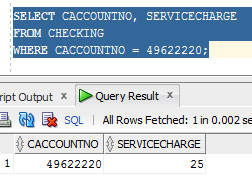 SELECT CACCOUNTNO, SERVICECHARGE
FROM CHECKING
WHERE CACCOUNTNO = 49622220;
ript Output × Query Result ×
SQL | All Rows Fetched: 1 in 0.002 se
CACCOUNTNO SERVICECHARGE
1 49622220 25